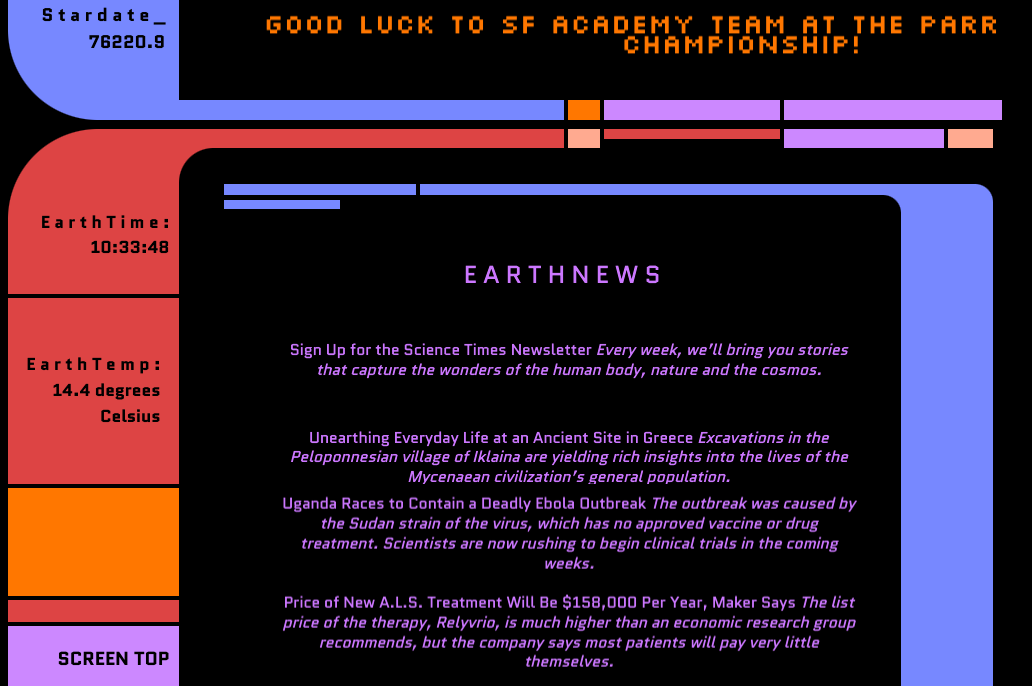 Stardate_
76220.9
GOOD LUCK TO SF ACADEMY TEAM AT THE PARR
CHAMPIONSHIP!
EarthTime:
10:33:48
EarthTemp:
14.4 degrees
Celsius
SCREEN TOP
EARTHNEWS
Sign Up for the Science Times Newsletter Every week, we’ll bring you stories
that capture the wonders of the human body, nature and the cosmos.
Unearthing Everyday Life at an Ancient Site in Greece Excavations in the
Peloponnesian village of Iklaina are yielding rich insights into the lives of the
Mycenaean civilization’s general population.
Uganda Races to Contain a Deadly Ebola Outbreak The outbreak was caused by
the Sudan strain of the virus, which has no approved vaccine or drug
treatment. Scientists are now rushing to begin clinical trials in the coming
weeks.
Price of New A.L.S. Treatment Will Be $158,000 Per Year, Maker Says The list
price of the therapy, Relyvrio, is much higher than an economic research group
recommends, but the company says most patients will pay very little
themselves.